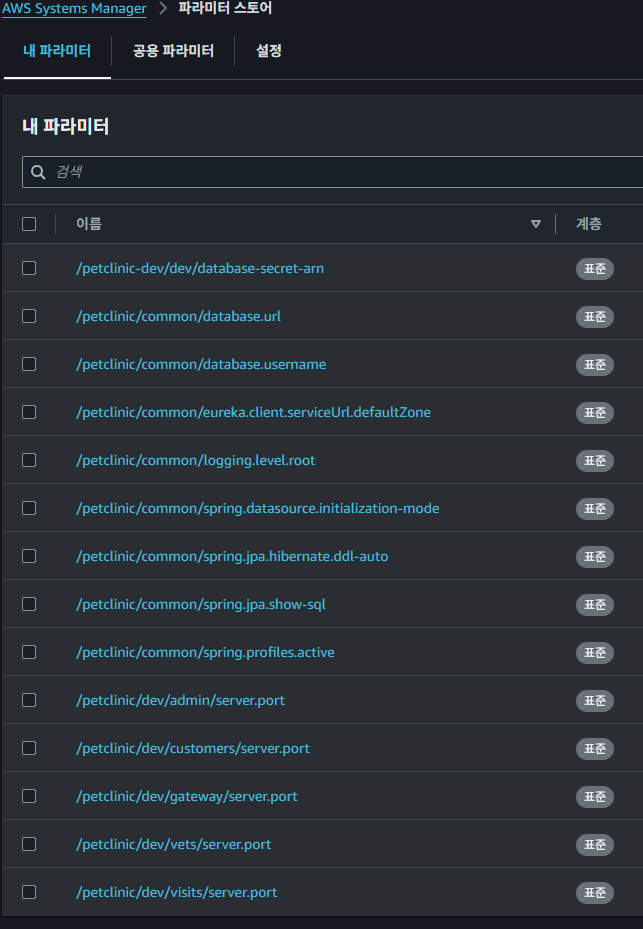 AWS Systems Manager > 파라미터 스토어
내 파라미터 공용 파라미터 설정
내 파라미터
검색
이름 계층
/petclinic-dev/dev/database-secret-arn 표준
/petclinic/common/database.url 표준
/petclinic/common/database.username 표준
/petclinic/common/eureka.client.serviceUrl.defaultZone 표준
/petclinic/common/logging.level.root 표준
/petclinic/common/spring.datasource.initialization-mode 표준
/petclinic/common/spring.jpa.hibernate.ddl-auto 표준
/petclinic/common/spring.jpa.show-sql 표준
/petclinic/common/spring.profiles.active 표준
/petclinic/dev/admin/server.port 표준
/petclinic/dev/customers/server.port 표준
/petclinic/dev/gateway/server.port 표준
/petclinic/dev/vets/server.port 표준
/petclinic/dev/visits/server.port 표준